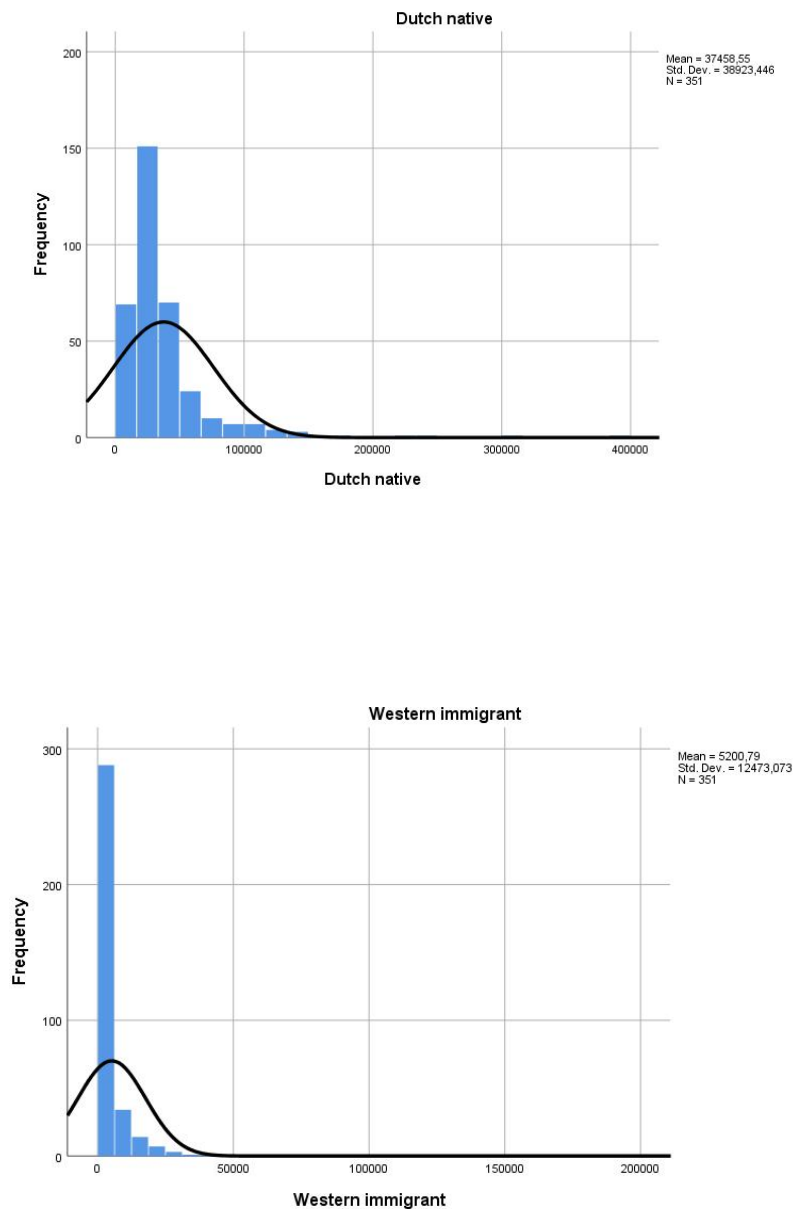 Dutch native
Mean = 37458,55
Std. Dev. = 38923,446
N = 351
200
150
100
50
0
Frequency
0 100000 200000 300000 400000
Dutch native
Western immigrant
Mean = 5200,79
Std. Dev. = 12473,073
N = 351
300
200
100
0
Frequency
0 50000 100000 150000 200000
Western immigrant